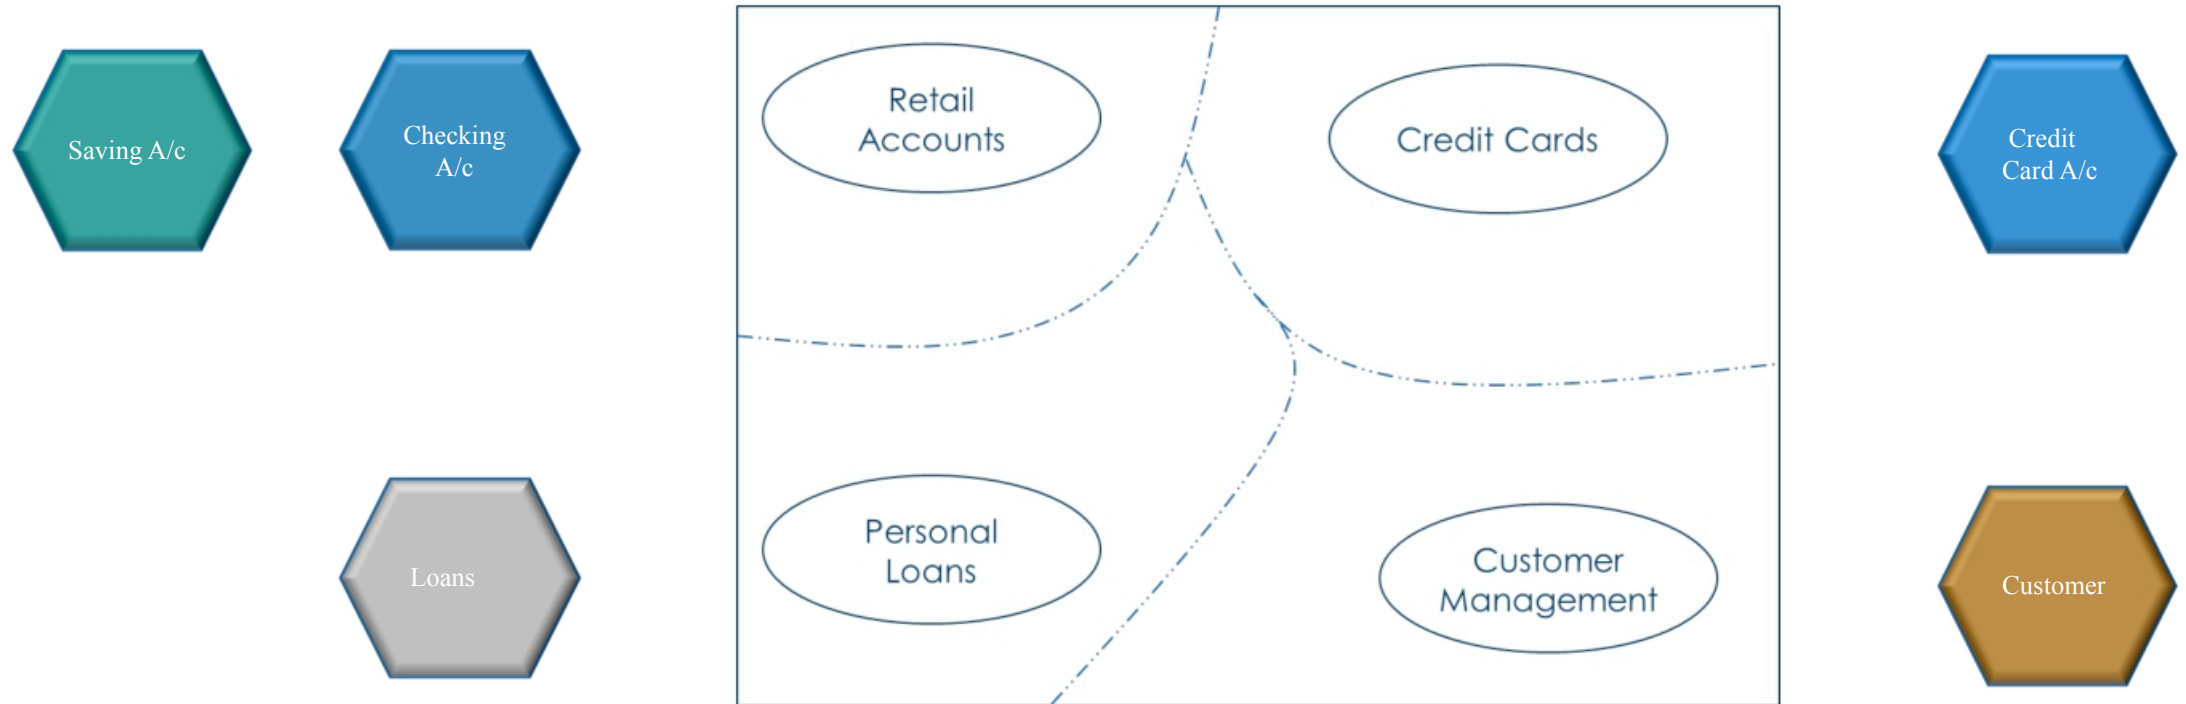 Saving A/c
Checking
A/c
Retail
Accounts
Credit Cards
Credit
Card A/c
Loans
Personal
Loans
Customer
Management
Customer